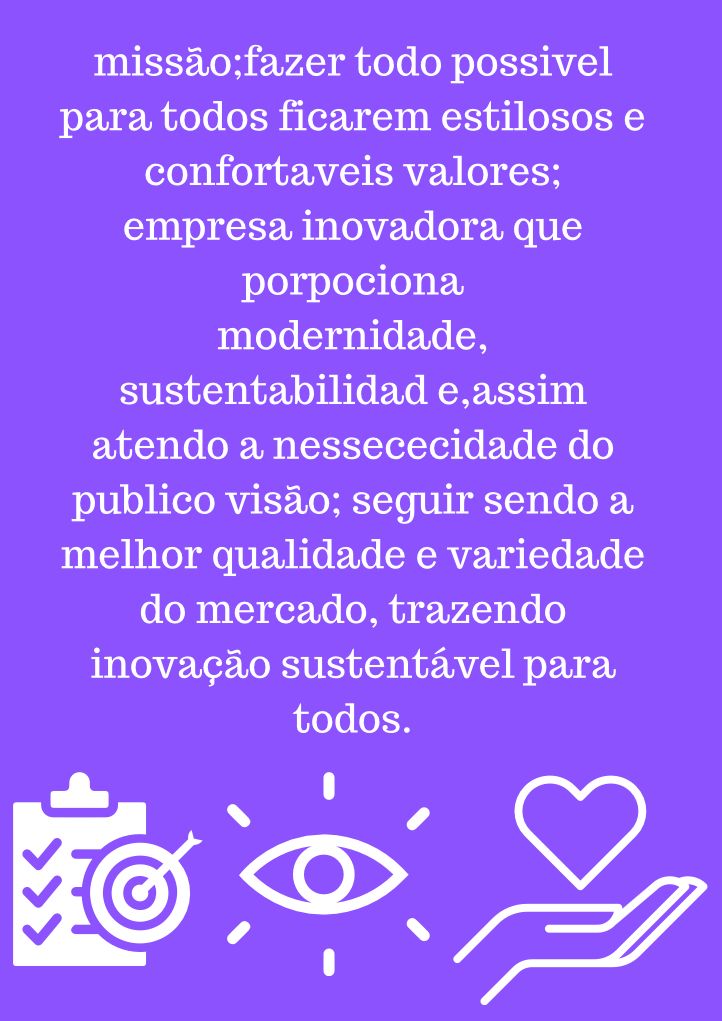 missão;fazer todo possivel
para todos ficarem estilosos e
confortaveis valores;
empresa inovadora que
porpociona
modernidade,
sustentabilidad e,assim
atendo a nessececidade do
publico visão; seguir sendo a
melhor qualidade e variedade
do mercado, trazendo
inovação sustentável para
todos.